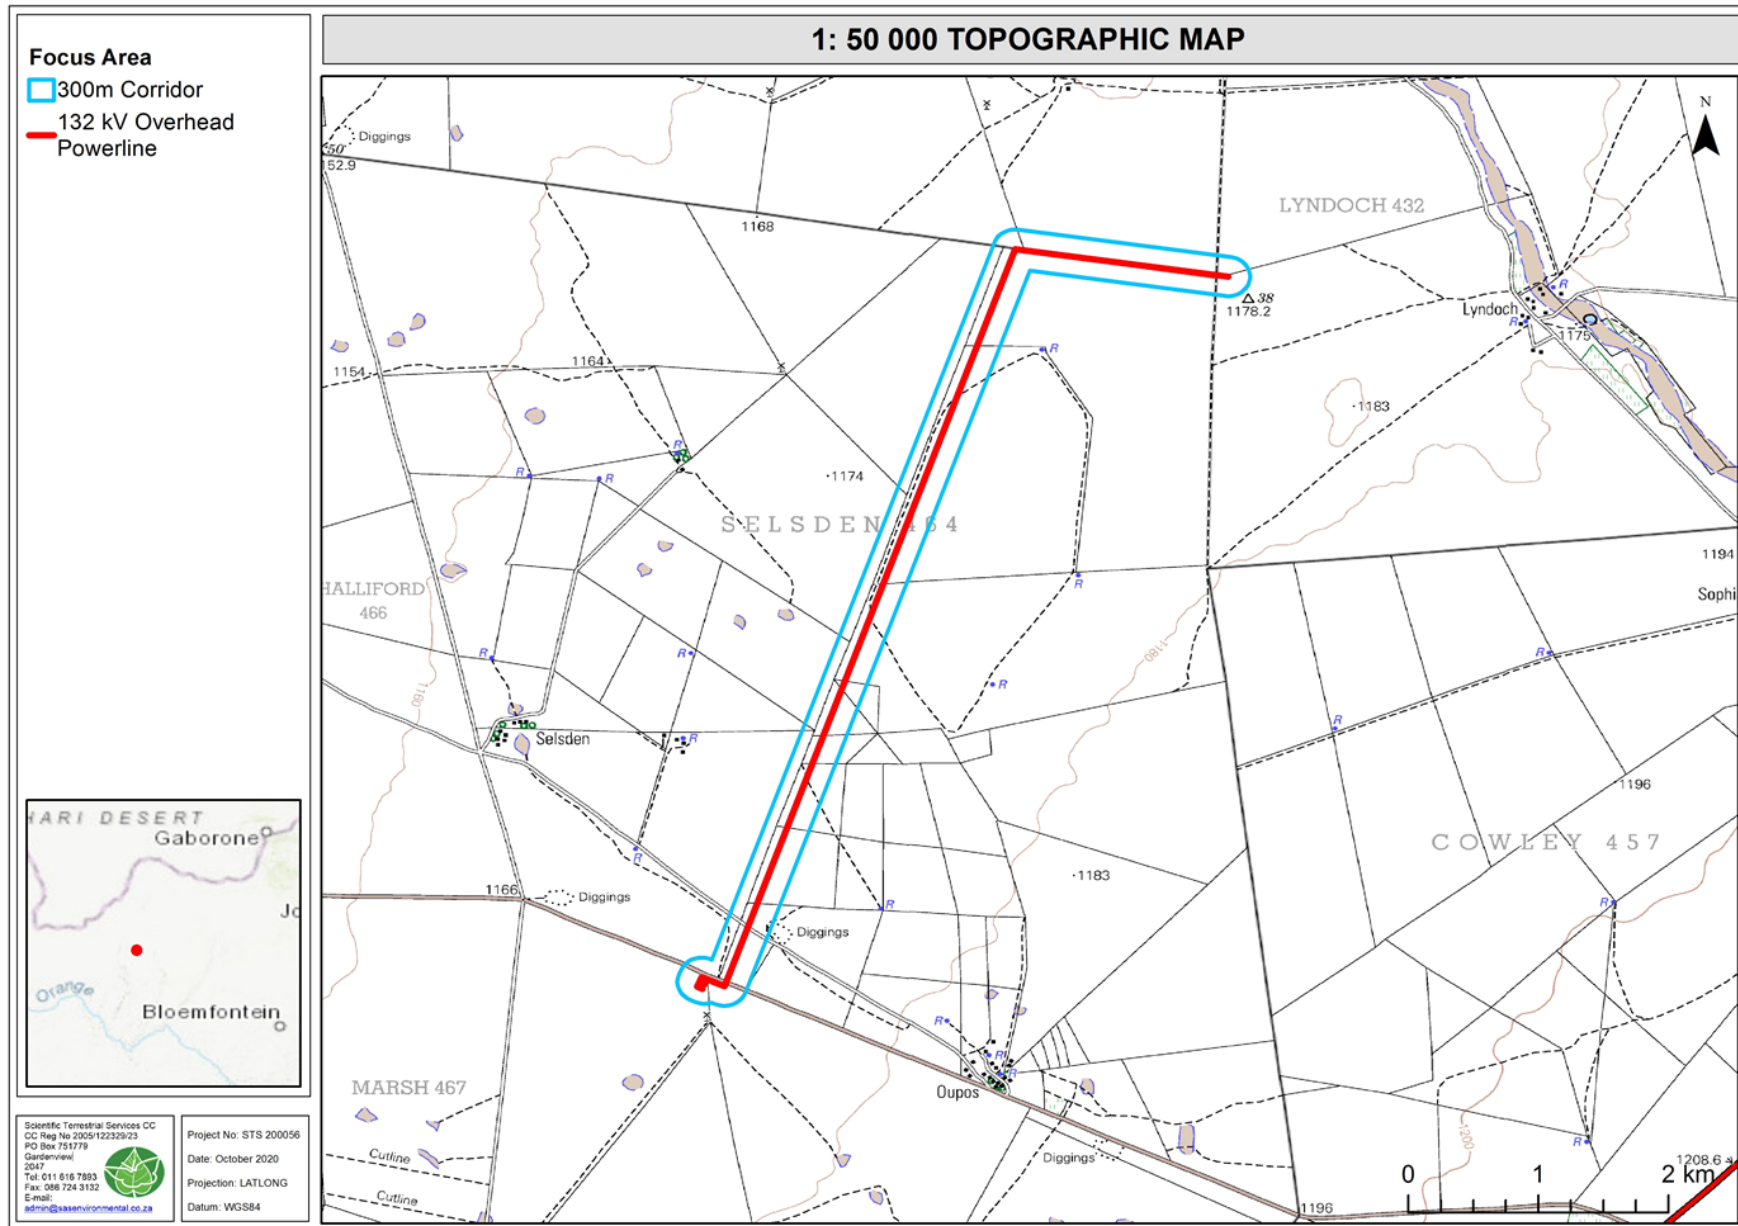 1: 50 000 TOPOGRAPHIC MAP
Focus Area
300m Corridor
132 kV Overhead
Powerline
HARI DESERT
Gaborone
Jo
Orange
Bloemfontein
Scientific Terrestrial Services CC
CC Reg No 2005/122329/23
PO Box 751779
Gardenview
2047
Tel: 011 616 7893
Fax: 086 724 3132
E-mail:
admin@sasenvironmental.co.za
Project No: STS 200056
Date: October 2020
Projection: LATLONG
Datum: WGS84
N
Diggings
50
152.9
1168
LYNDOCH 432
38
1178.2
Lyndoch
R
R
1175
R
1164
1154
1183
R
R
R
1174
SELSDEN 464
1194
HALLIFORD
466
R
Sophi
R
R
R
1180
R
1160
R
Selsden
R
1196
COWLEY 457
R
1183
1166
Diggings
R
R
Diggings
R
R
R
Oupos
MARSH 467
1200
R
Cutline
Diggings
1208.6
0 1 2 km
Cutline
1196